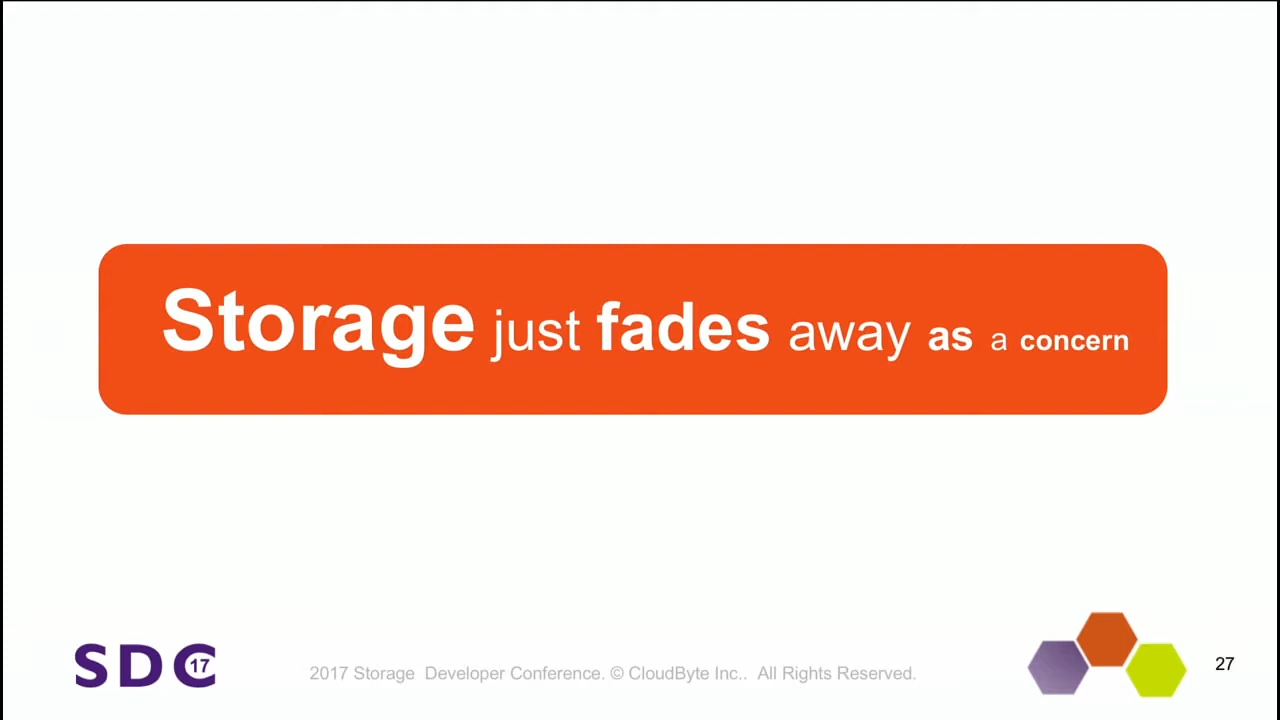 Storage just fades away as a concern
SDC 17
2017 Storage  Developer Conference. © CloudByte Inc..  All Rights Reserved.
27